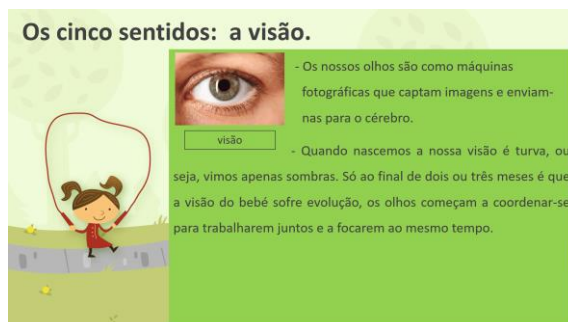 Os cinco sentidos: a visão.
- Os nossos olhos são como máquinas
fotográficas que captam imagens e enviam-
nas para o cérebro.
visão
- Quando nascemos a nossa visão é turva, ou
seja, vimos apenas sombras. Só ao final de dois ou três meses é que
a visão do bebé sofre evolução, os olhos começam a coordenar-se
para trabalharem juntos e a focarem ao mesmo tempo.